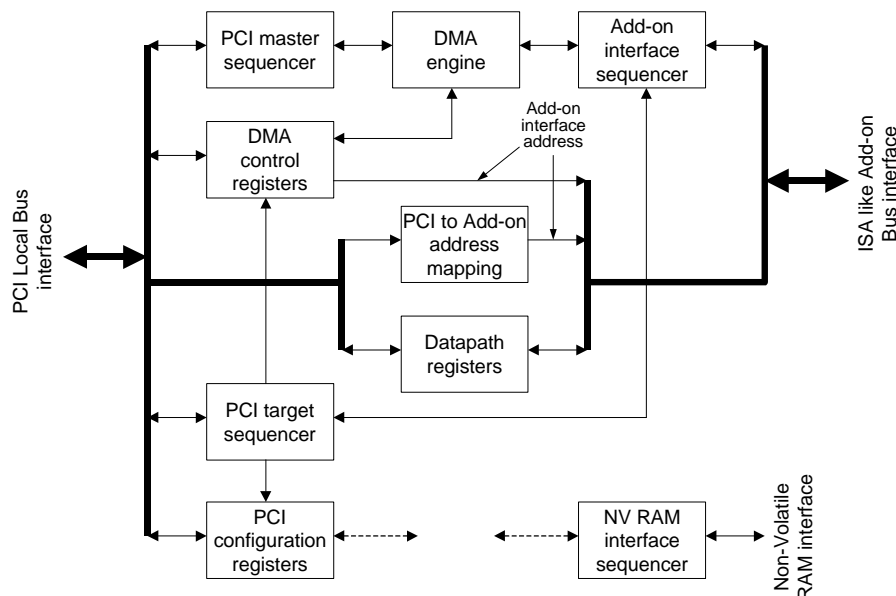 PCI master
sequencer
DMA
engine
Add-on
interface
sequencer
DMA
control
registers
Add-on
interface
address
PCI to Add-on
address
mapping
Datapath
registers
PCI target
sequencer
PCI
configuration
registers
NV RAM
interface
sequencer
PCI Local Bus
interface
ISA like Add-on
Bus interface
Non-Volatile
RAM interface